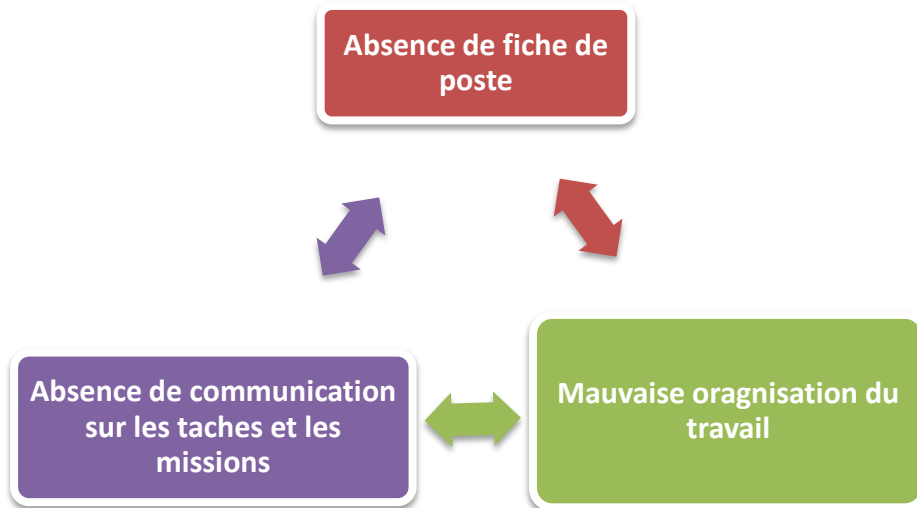 Absence de fiche de
poste
Absence de communication
sur les taches et les
missions
Mauvaise oragnisation du
travail